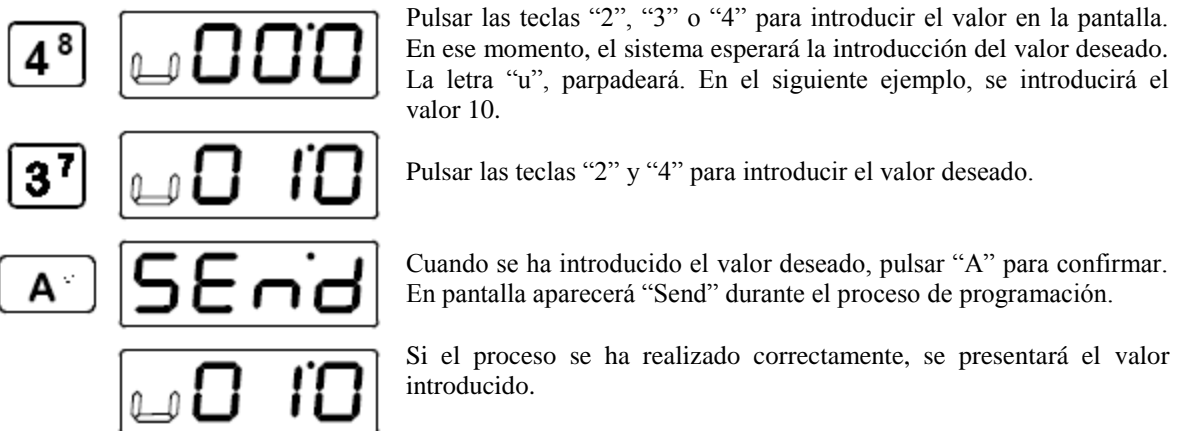 4 8
u000
Pulsar las teclas “2”, “3” o “4” para introducir el valor en la pantalla.
En ese momento, el sistema esperará la introducción del valor deseado.
La letra “u”, parpadeará. En el siguiente ejemplo, se introducirá el
valor 10.
3 7
u010
Pulsar las teclas “2” y “4” para introducir el valor deseado.
A
SEnd
Cuando se ha introducido el valor deseado, pulsar “A” para confirmar.
En pantalla aparecerá “Send” durante el proceso de programación.
u010
Si el proceso se ha realizado correctamente, se presentará el valor
introducido.